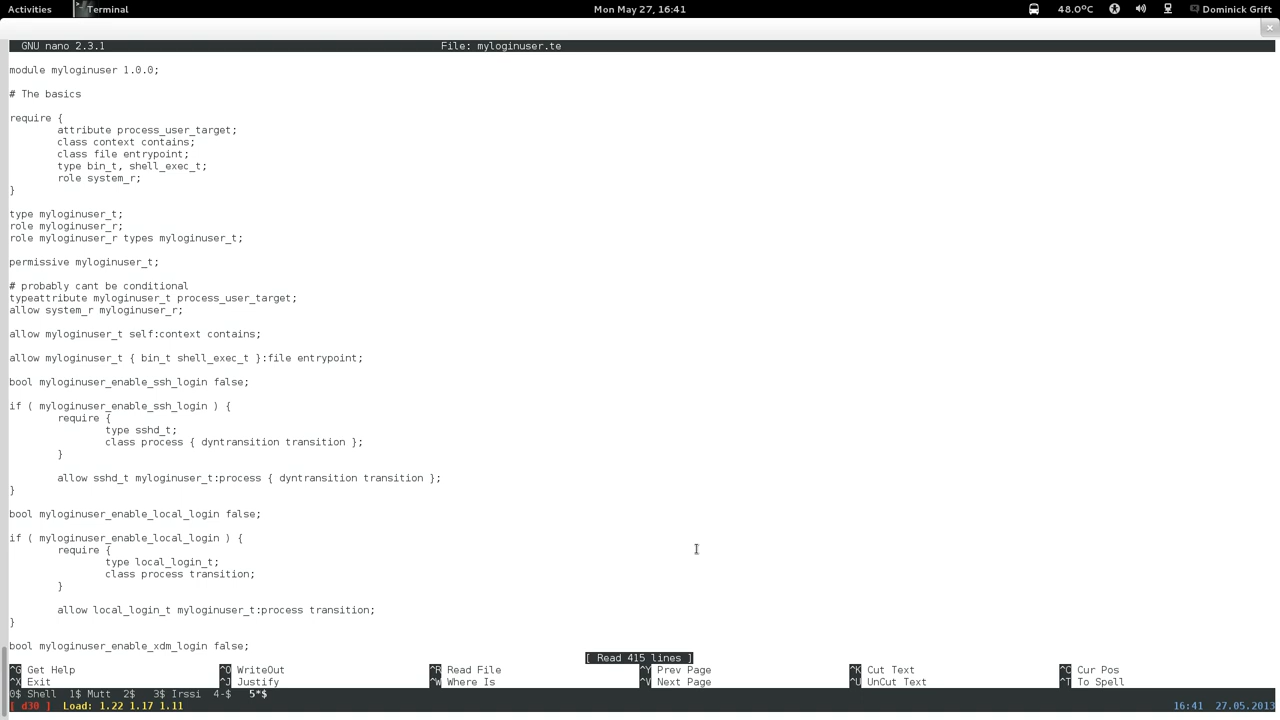 Activities Terminal Mon May 27, 16:41 48.0°C Dominick Grift
GNU nano 2.3.1 File: myloginuser.te
module myloginuser 1.0.0;
# The basics
require {
attribute process_user_target;
class context contains;
class file entrypoint;
type bin_t, shell_exec_t;
role system_r;
}
type myloginuser_t;
role myloginuser_r;
role myloginuser_r types myloginuser_t;
permissive myloginuser_t;
# probably cant be conditional
typeattribute myloginuser_t process_user_target;
allow system_r myloginuser_r;
allow myloginuser_t self:context contains;
allow myloginuser_t { bin_t shell_exec_t }:file entrypoint;
bool myloginuser_enable_ssh_login false;
if ( myloginuser_enable_ssh_login ) {
require {
type sshd_t;
class process { dyntransition transition };
}
allow sshd_t myloginuser_t:process { dyntransition transition };
}
bool myloginuser_enable_local_login false;
if ( myloginuser_enable_local_login ) {
require {
type local_login_t;
class process transition;
}
allow local_login_t myloginuser_t:process transition;
}
bool myloginuser_enable_xdm_login false;
[ Read 415 lines ]
^G Get Help ^O WriteOut ^R Read File ^Y Prev Page ^K Cut Text ^C Cur Pos
^X Exit ^J Justify ^W Where Is ^V Next Page ^U UnCut Text ^T To Spell
0$ Shell 1$ Mutt 2$ 3$ Irssi 4-$ 5*$
[ d30 ] Load: 1.22 1.17 1.11 16:41 27.05.2013